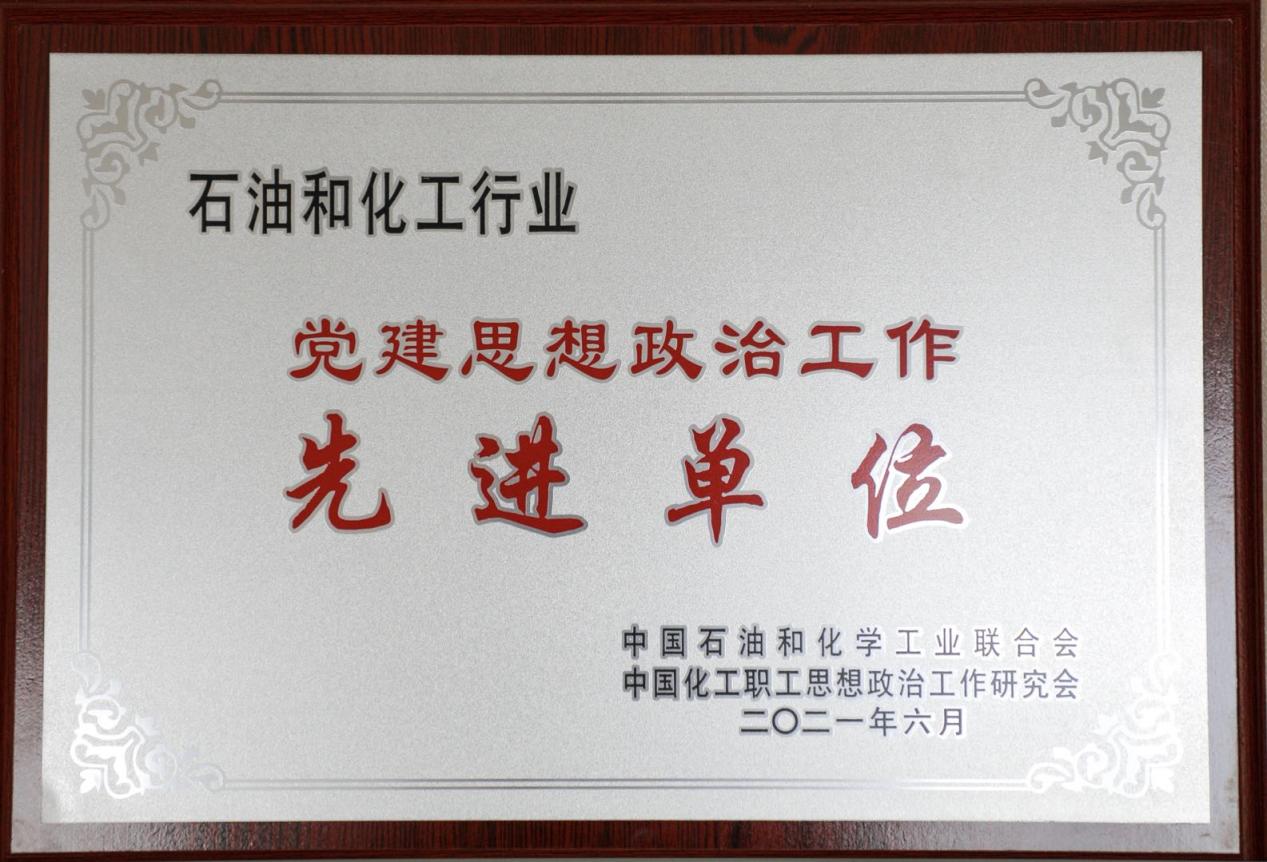 石油和化工行业
党建思想政治工作
先进单位
中国石油和化学工业联合会
中国化工职工思想政治工作研究会
二〇二一年六月